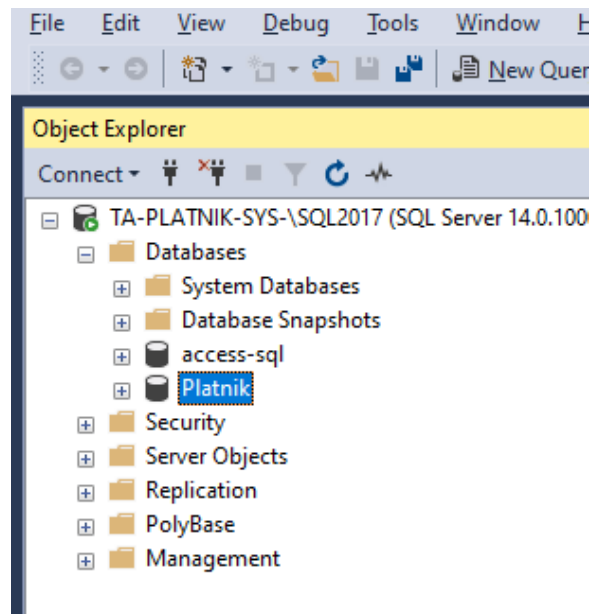 File Edit View Debug Tools Window H
New Quer
Object Explorer
Connect
TA-PLATNIK-SYS-\SQL2017 (SQL Server 14.0.100
Databases
System Databases
Database Snapshots
access-sql
Platnik
Security
Server Objects
Replication
PolyBase
Management